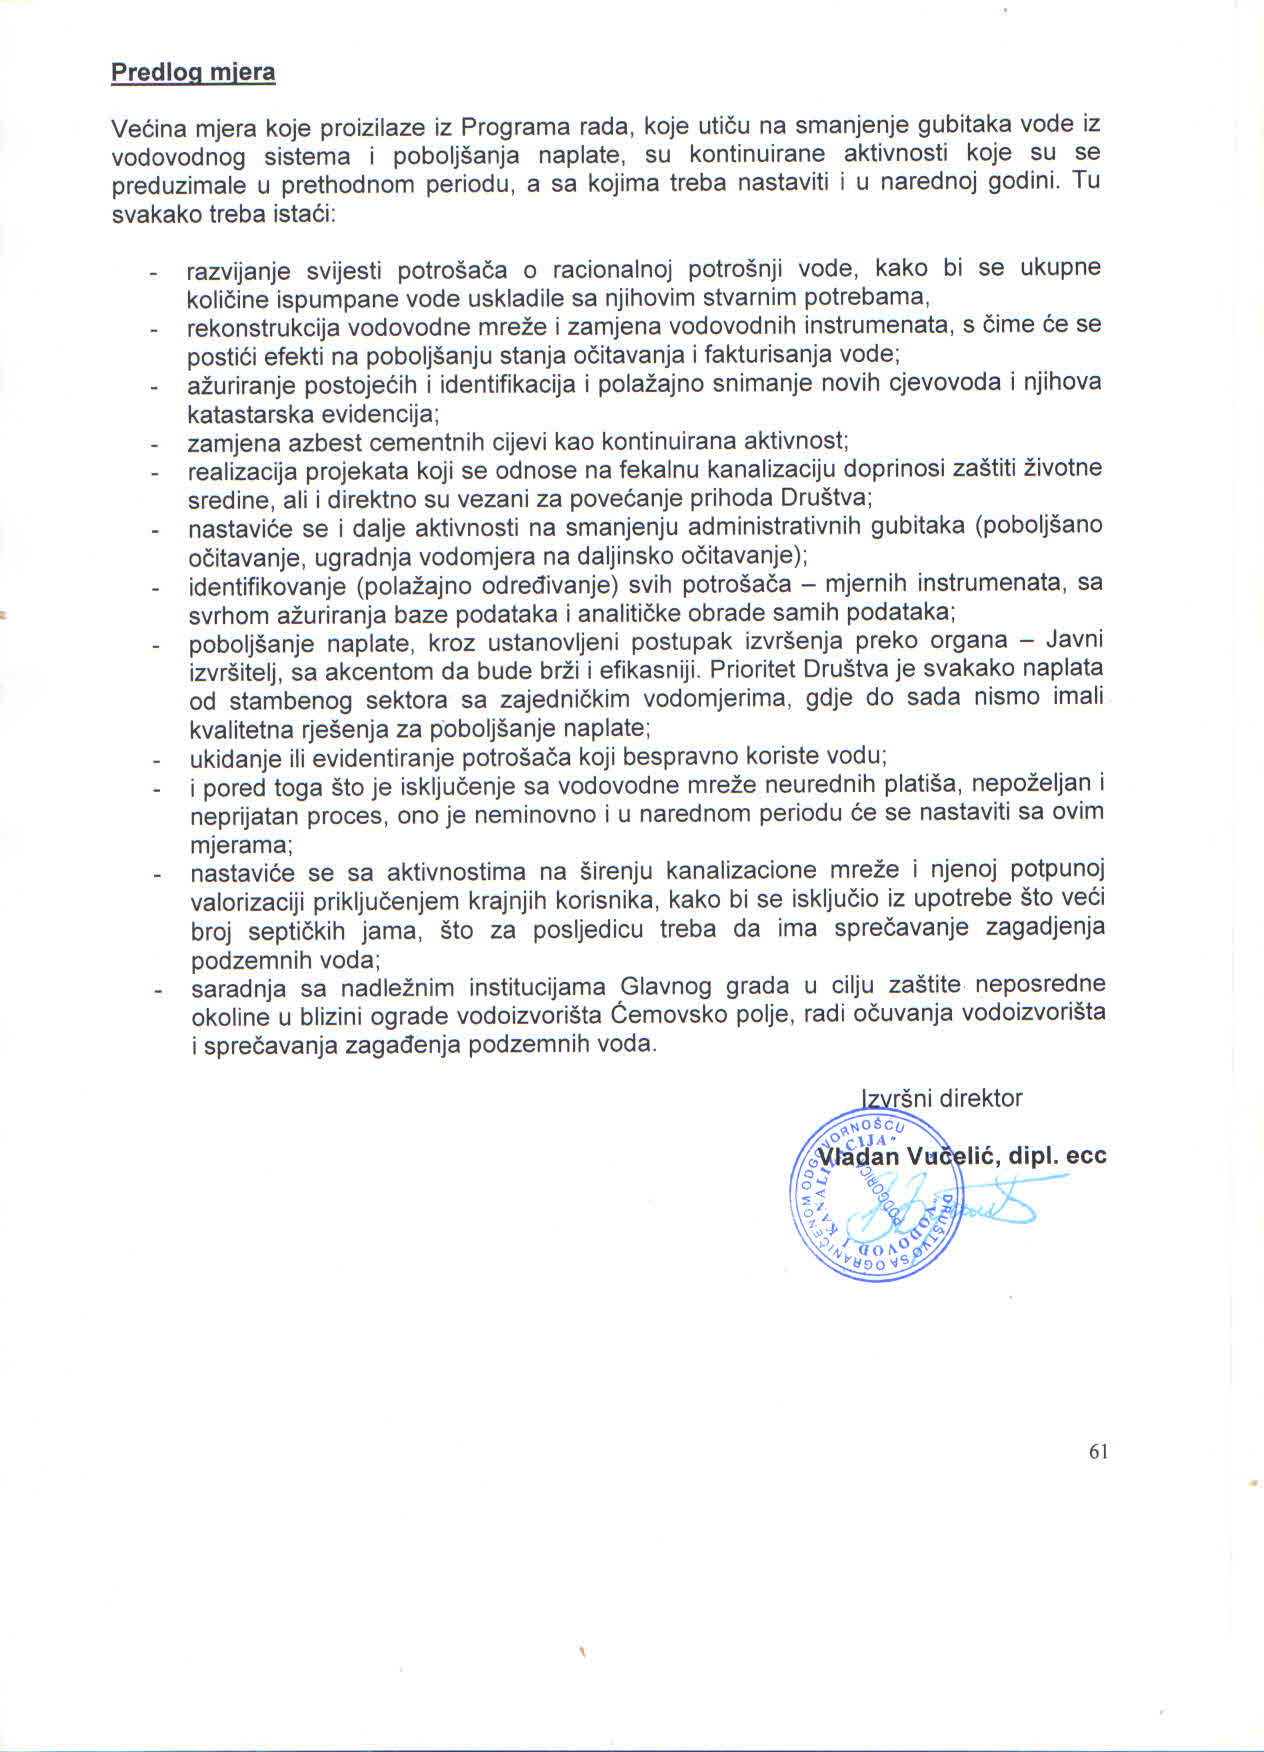 Predlog mjera
Većina mjera koje proizilaze iz Programa rada, koje utiču na smanjenje gubitaka vode iz
vodovodnog sistema i poboljšanja naplate, su kontinuirane aktivnosti koje su se
preduzimale u prethodnom periodu, a sa kojima treba nastaviti i u narednoj godini. Tu
svakako treba istaći:
- razvijanje svijesti potrošača o racionalnoj potrošnji vode, kako bi se ukupne
količine ispumpane vode uskladile sa njihovim stvarnim potrebama,
- rekonstrukcija vodovodne mreže i zamjena vodovodnih instrumenata, s čime će se
postići efekti na poboljšanju stanja očitavanja i fakturisanja vode;
- ažuriranje postojećih i identifikacija i polažajno snimanje novih cjevovoda i njihova
katastarska evidencija;
- zamjena azbest cementnih cijevi kao kontinuirana aktivnost;
- realizacija projekata koji se odnose na fekalnu kanalizaciju doprinosi zaštiti životne
sredine, ali i direktno su vezani za povećanje prihoda Društva;
- nastaviće se i dalje aktivnosti na smanjenju administrativnih gubitaka (poboljšano
očitavanje, ugradnja vodomjera na daljinsko očitavanje);
- identifikovanje (polažajno određivanje) svih potrošača – mjernih instrumenata, sa
svrhom ažuriranja baze podataka i analitičke obrade samih podataka;
- poboljšanje naplate, kroz ustanovljeni postupak izvršenja preko organa – Javni
izvršitelj, sa akcentom da bude brži i efikasniji. Prioritet Društva je svakako naplata
od stambenog sektora sa zajedničkim vodomjerima, gdje do sada nismo imali
kvalitetna rješenja za poboljšanje naplate;
- ukidanje ili evidentiranje potrošača koji bespravno koriste vodu;
- i pored toga što je isključenje sa vodovodne mreže neurednih platiša, nepoželjan i
neprijatan proces, ono je neminovno i u narednom periodu će se nastaviti sa ovim
mjerama;
- nastaviće se sa aktivnostima na širenju kanalizacione mreže i njenoj potpunoj
valorizaciji priključenjem krajnjih korisnika, kako bi se isključio iz upotrebe što veći
broj septičkih jama, što za posljedicu treba da ima sprečavanje zagadjenja
podzemnih voda;
- saradnja sa nadležnim institucijama Glavnog grada u cilju zaštite neposredne
okoline u blizini ograde vodoizvorišta Ćemovsko polje, radi očuvanja vodoizvorišta
i sprečavanja zagađenja podzemnih voda.
Izvršni direktor
Vladan Vučelić, dipl. ecc
DRUŠTVO SA OGRANIČENOM ODGOVORNOŠĆU
"VODOVOD I KANALIZACIJA"
PODGORICA
61